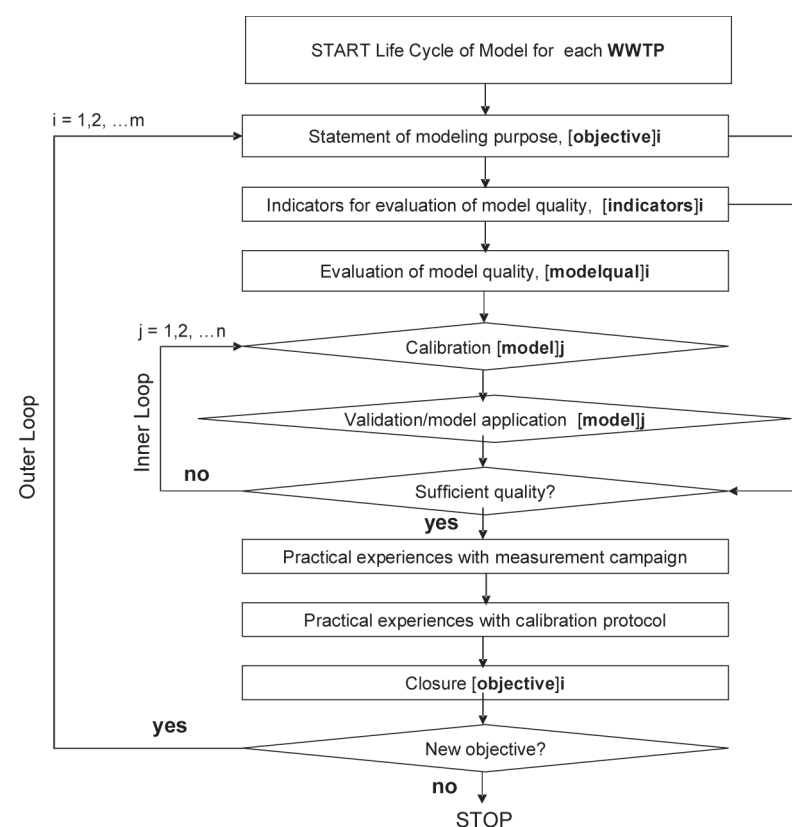 START Life Cycle of Model for each WWTP
i = 1,2, …m
Statement of modeling purpose, [objective]i
Indicators for evaluation of model quality, [indicators]i
Evaluation of model quality, [modelqual]i
j = 1,2, …n
Calibration [model]j
Outer Loop
Inner Loop
Validation/model application [model]j
no
Sufficient quality?
yes
Practical experiences with measurement campaign
Practical experiences with calibration protocol
Closure [objective]i
yes
New objective?
no
STOP